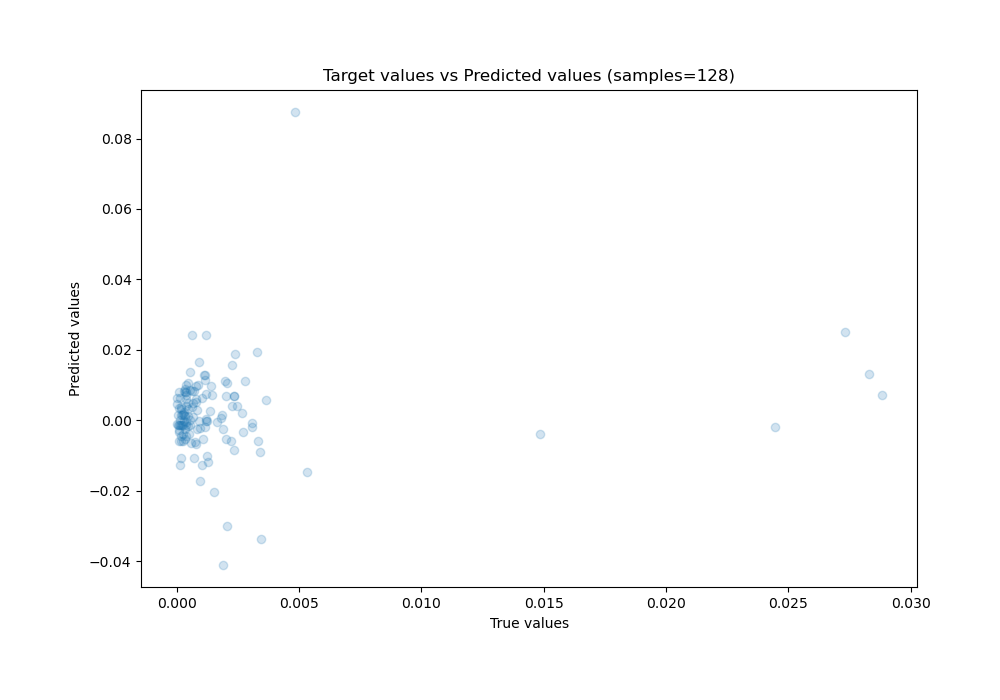 Target values vs Predicted values (samples=128)
Predicted values
0.08
0.06
0.04
0.02
0.00
−0.02
−0.04
0.000 0.005 0.010 0.015 0.020 0.025 0.030
True values